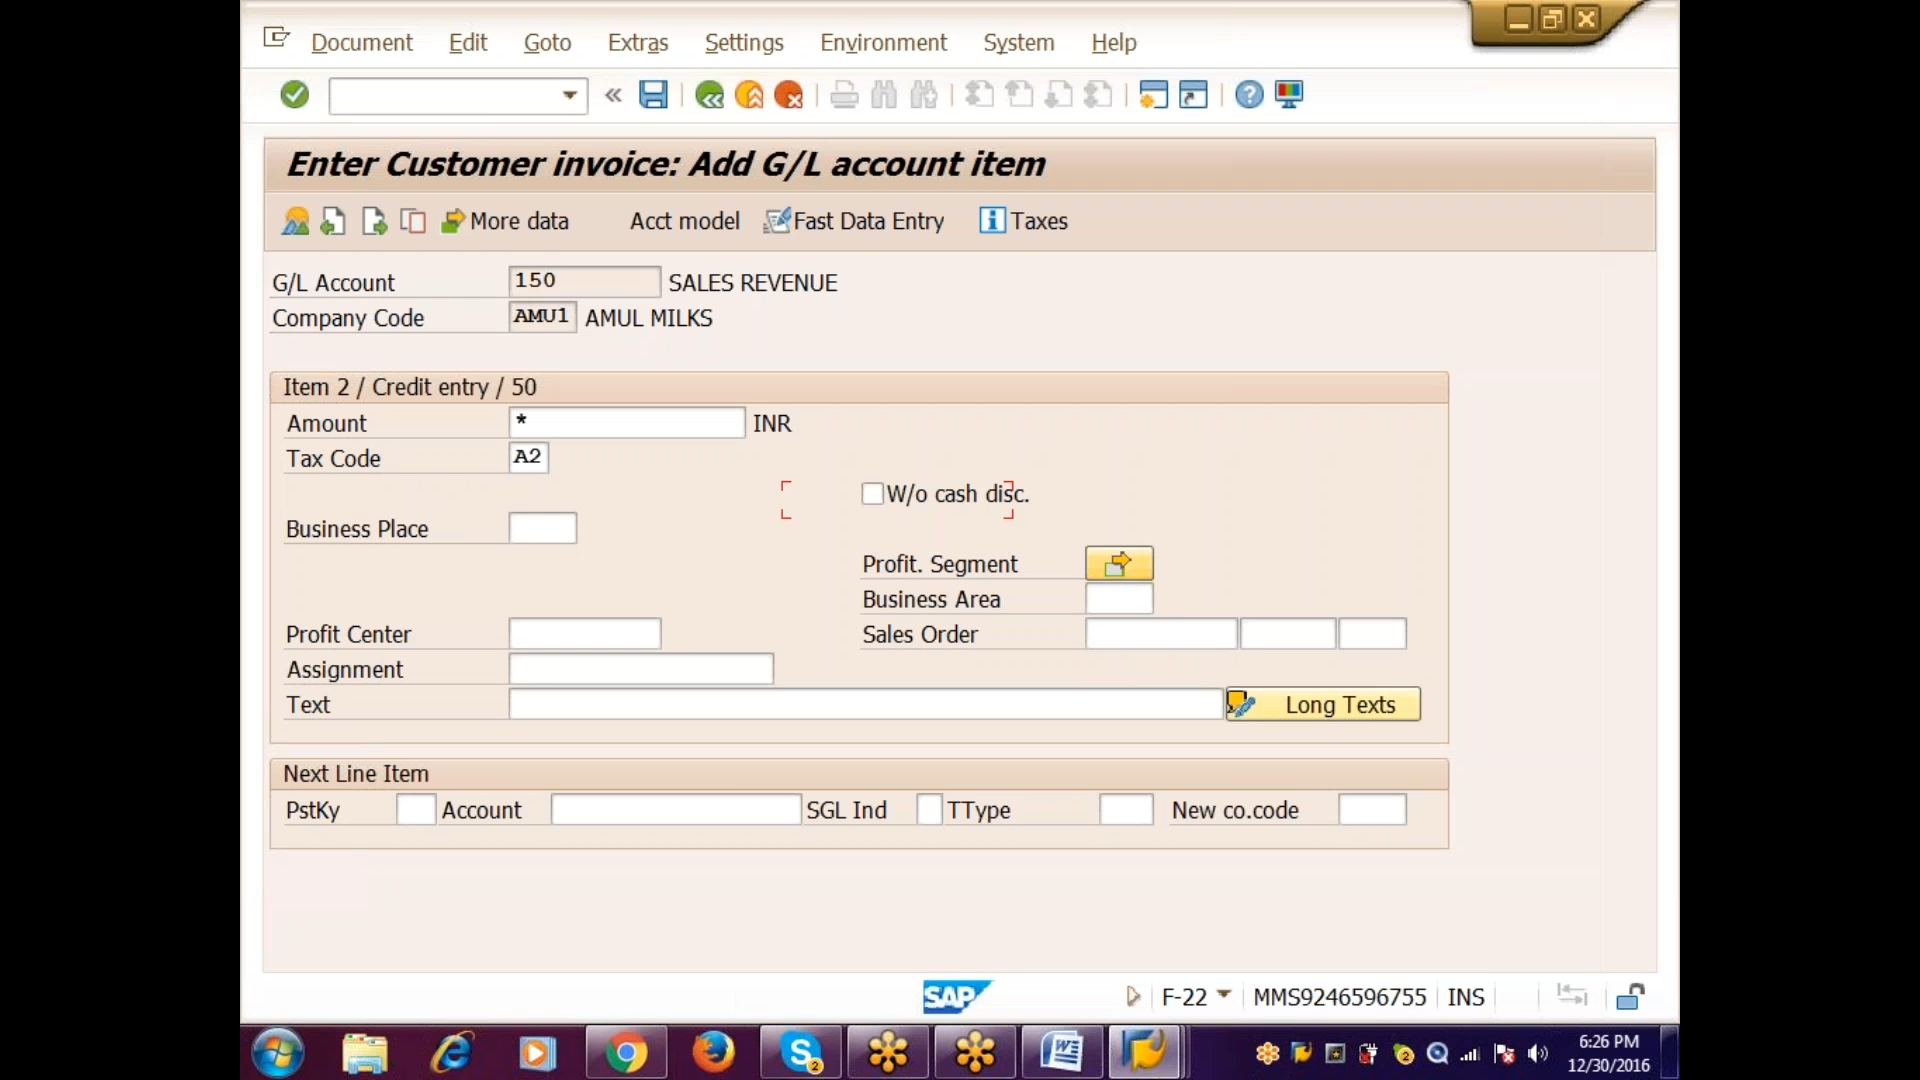 Document Edit Goto Extras Settings Environment System Help
Enter Customer invoice: Add G/L account item
More data Acct model Fast Data Entry Taxes
G/L Account 150 SALES REVENUE
Company Code AMU1 AMUL MILKS
Item 2 / Credit entry / 50
Amount * INR
Tax Code A2
W/o cash disc.
Business Place
Profit. Segment
Business Area
Profit Center Sales Order
Assignment
Text Long Texts
Next Line Item
PstKy Account SGL Ind TType New co.code
SAP F-22 MMS9246596755 INS
6:26 PM
12/30/2016